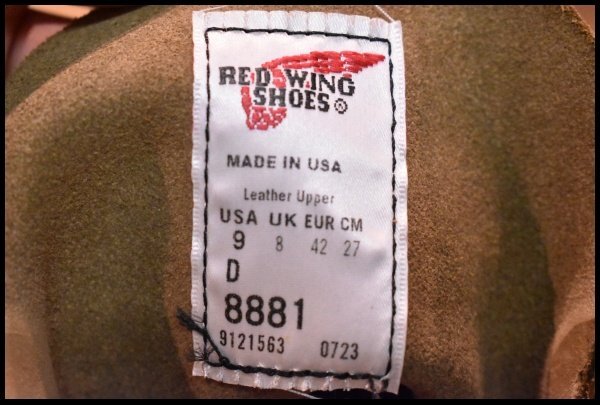 RED WING
SHOES®
MADE IN USA
Leather Upper
USA UK EUR CM
9 8 42 27
D
8881
9121563 0723